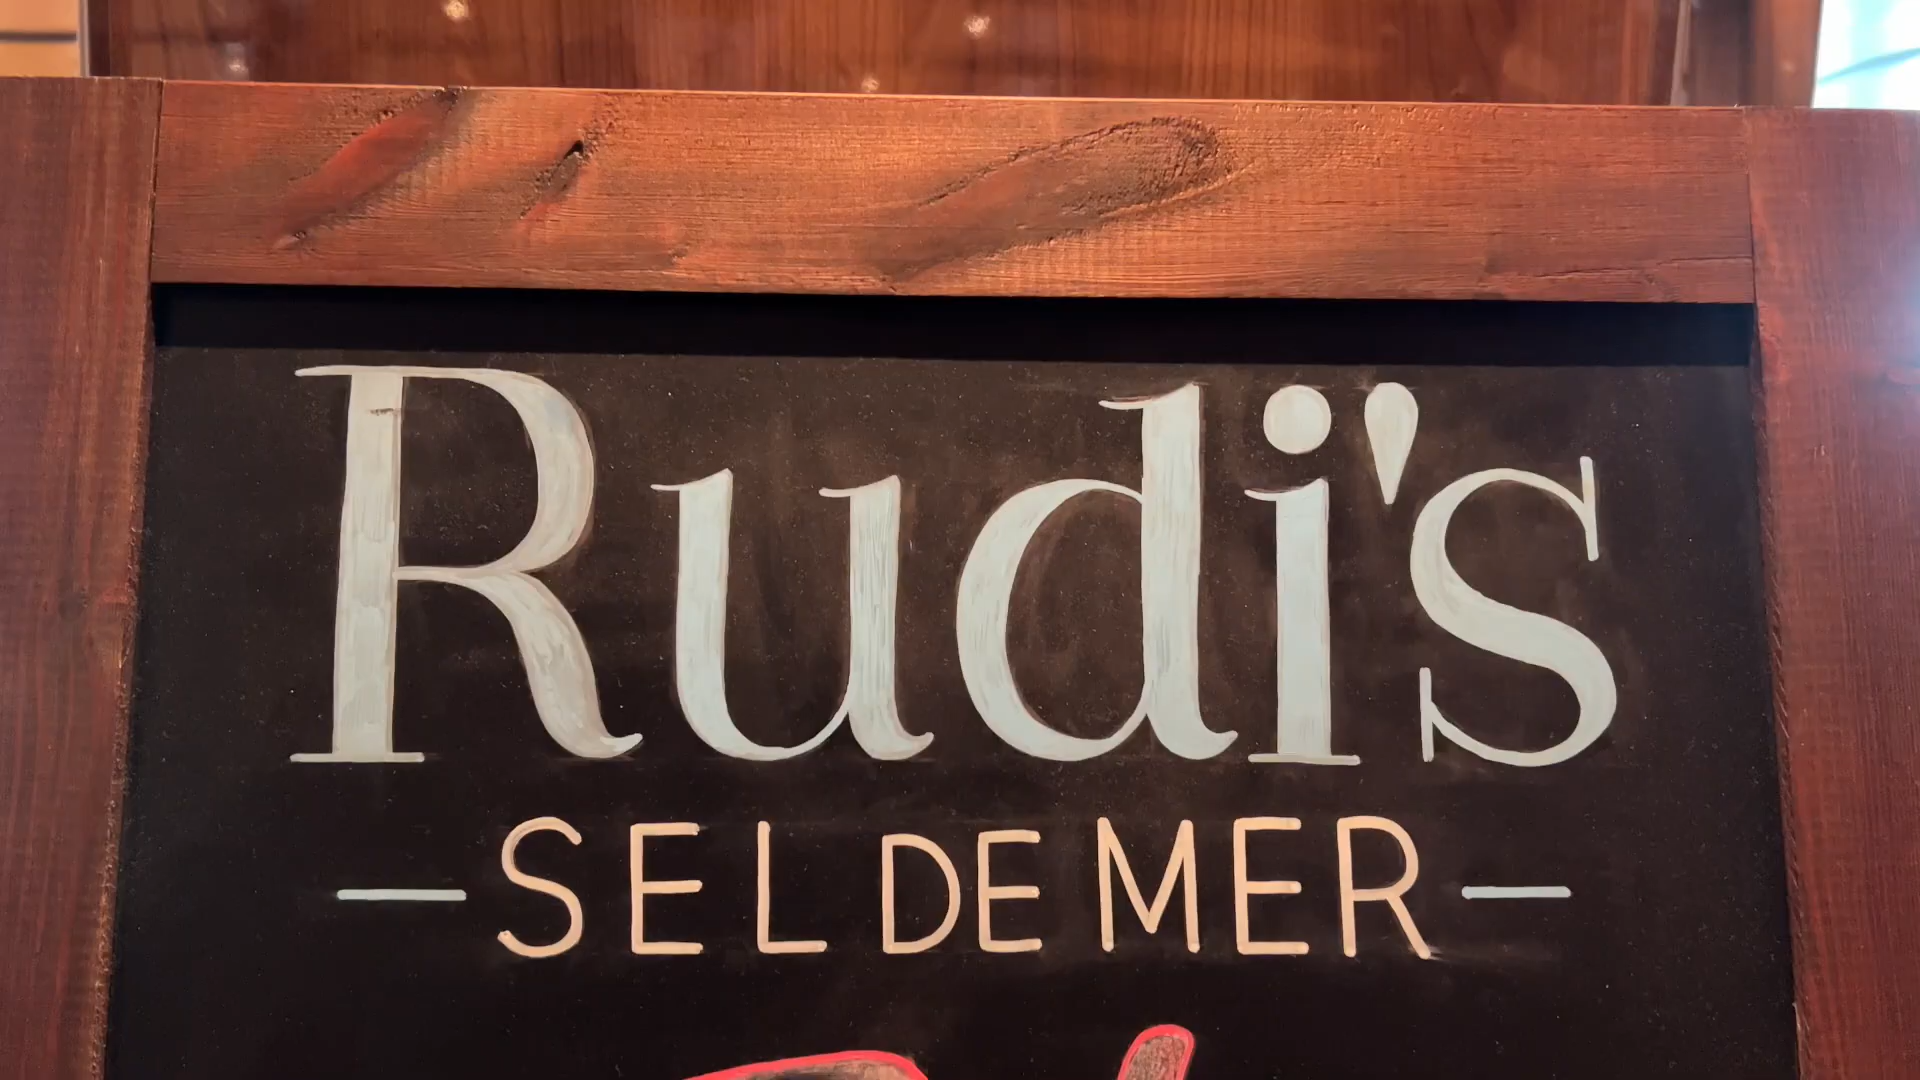 Rudi's
— SEL DE MER —